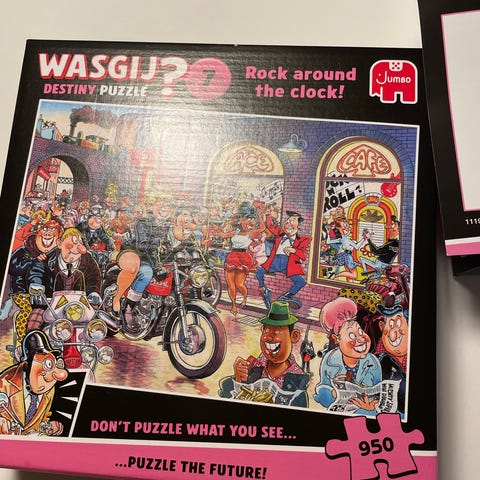 WASGIJ? 7
DESTINY PUZZLE
Rock around
the clock!
Jumbo
ACE
CAFE
ROLL
DON'T PUZZLE WHAT YOU SEE...
...PUZZLE THE FUTURE!
950